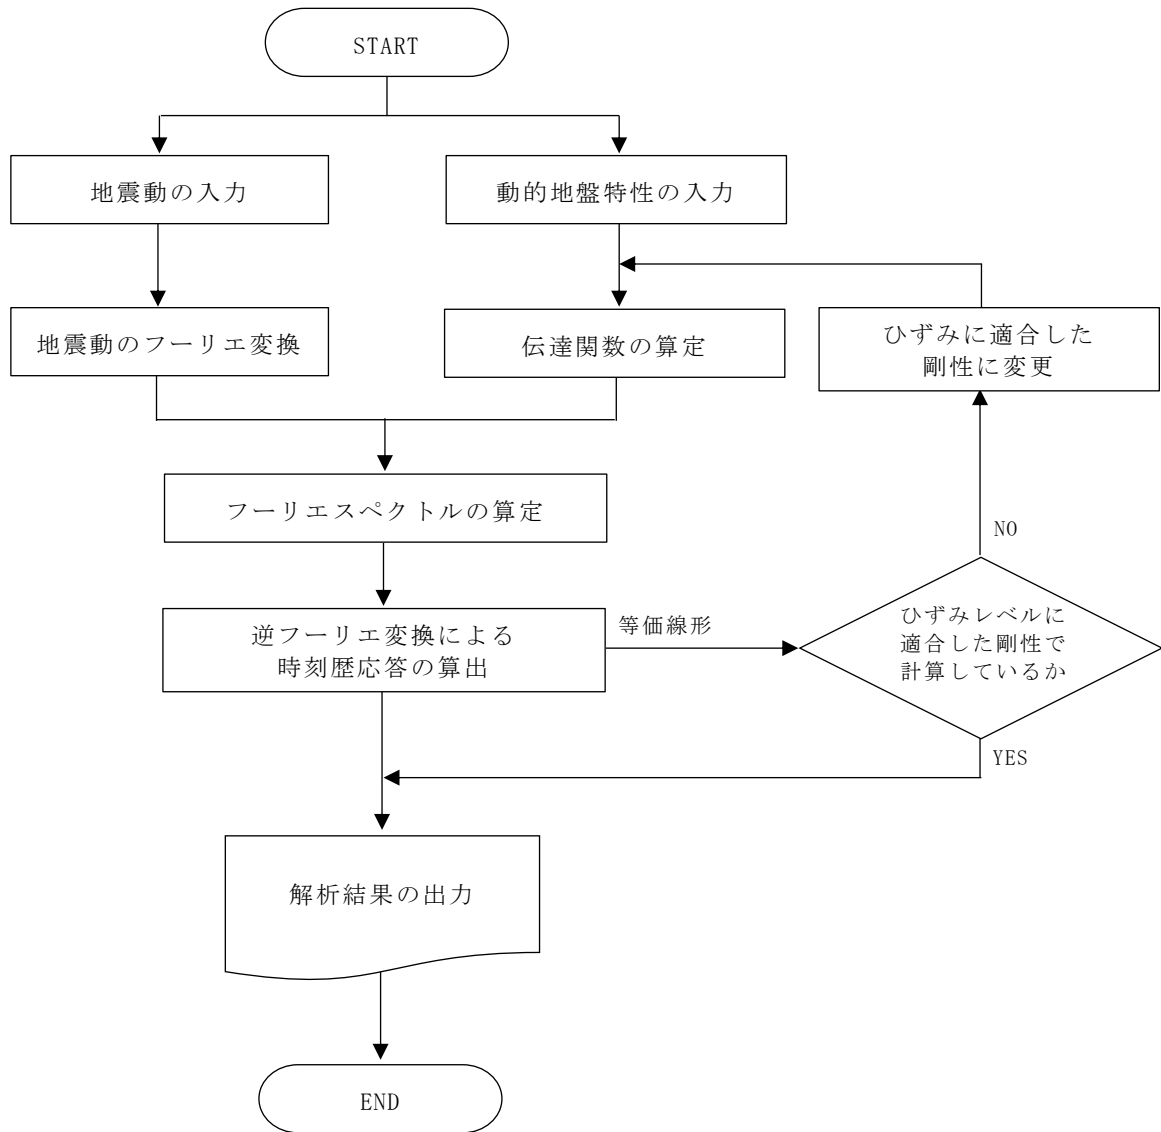 START
地震動の入力
動的地盤特性の入力
地震動のフーリエ変換
伝達関数の算定
ひずみに適合した
剛性に変更
フーリエスペクトルの算定
NO
逆フーリエ変換による
時刻歴応答の算出
等価線形
ひずみレベルに
適合した剛性で
計算しているか
YES
解析結果の出力
END